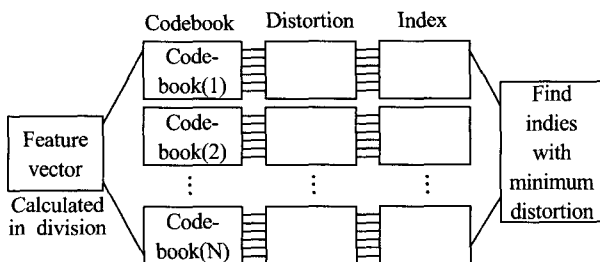 Codebook Distortion Index
Code-
book(1)
Code-
book(2)
Code-
book(N)
Feature
vector
Calculated
in division
Find
indies
with
minimum
distortion